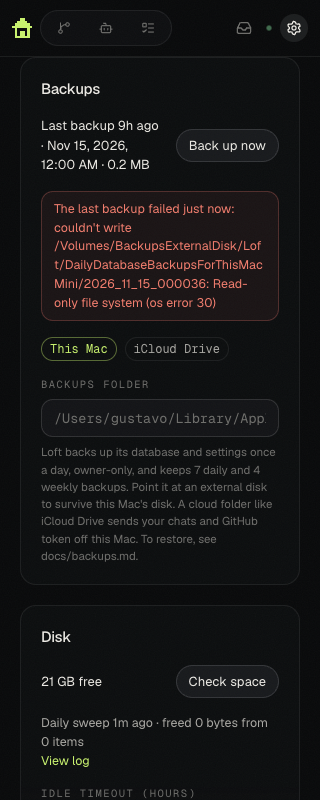 Backups
Last backup 9h ago
· Nov 15, 2026,
12:00 AM · 0.2 MB
Back up now
The last backup failed just now:
couldn't write
/Volumes/BackupsExternalDisk/Lof
t/DailyDatabaseBackupsForThisMac
Mini/2026_11_15_000036: Read-
only file system (os error 30)
This Mac
iCloud Drive
BACKUPS FOLDER
/Users/gustavo/Library/App
Loft backs up its database and settings once
a day, owner-only, and keeps 7 daily and 4
weekly backups. Point it at an external disk
to survive this Mac's disk. A cloud folder like
iCloud Drive sends your chats and GitHub
token off this Mac. To restore, see
docs/backups.md.
Disk
21 GB free
Check space
Daily sweep 1m ago · freed 0 bytes from
0 items
View log
IDLE TIMEOUT (HOURS)